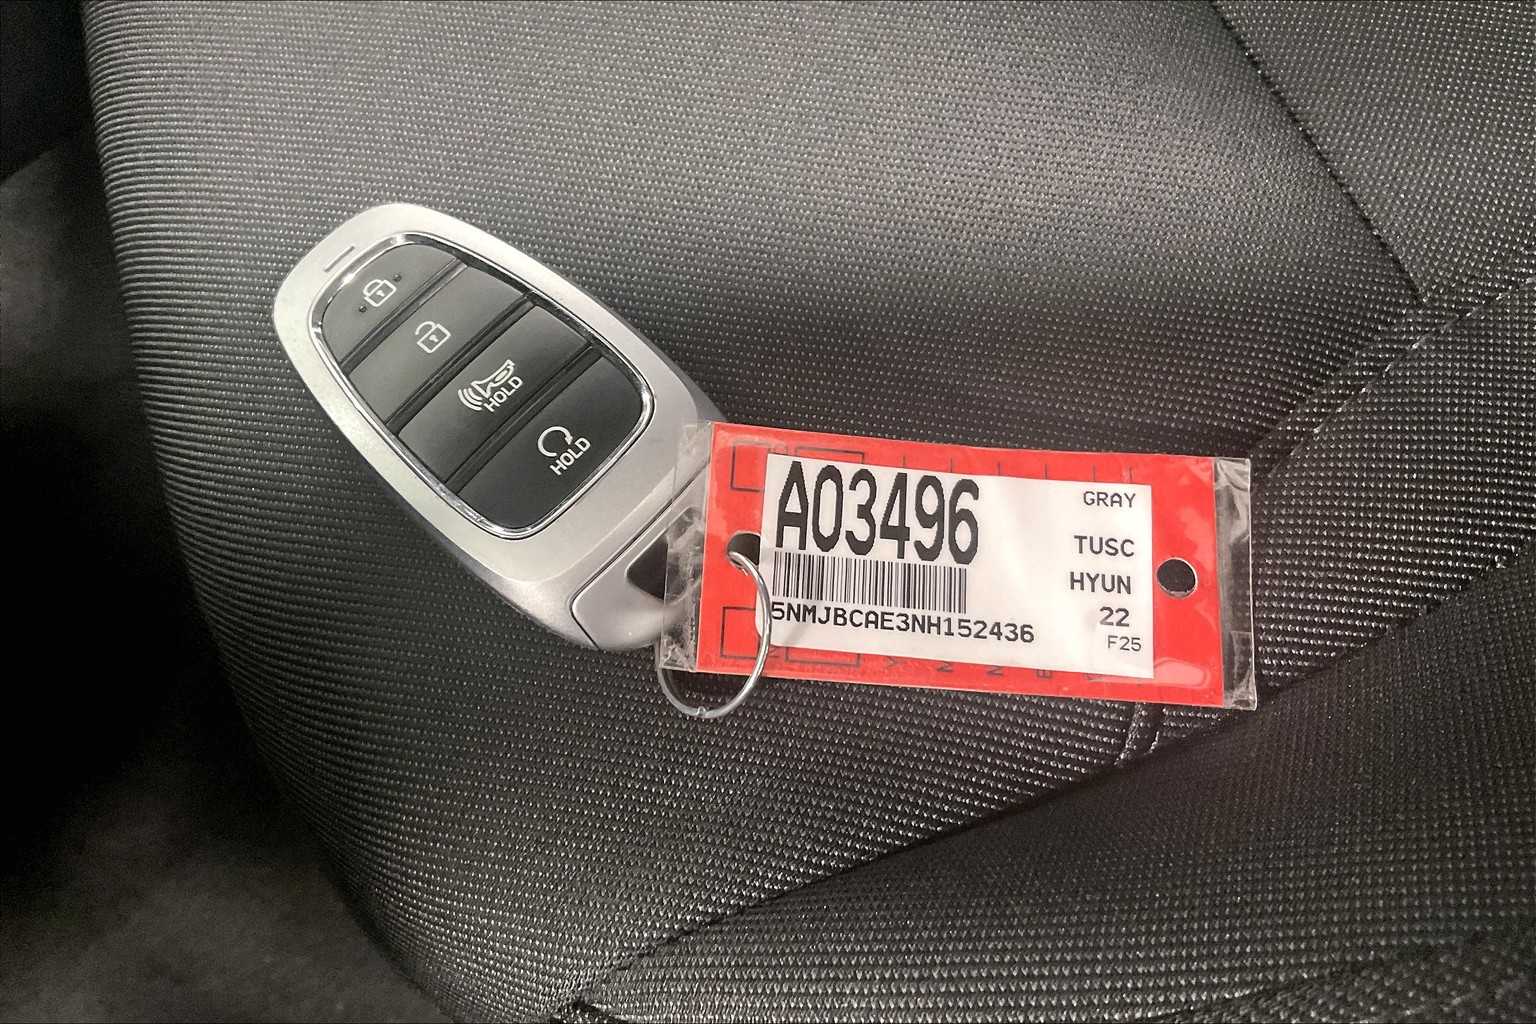 HOLD
HOLD
A03496
GRAY
TUSC
HYUN
5NMJBCAE3NH152436
22
F25